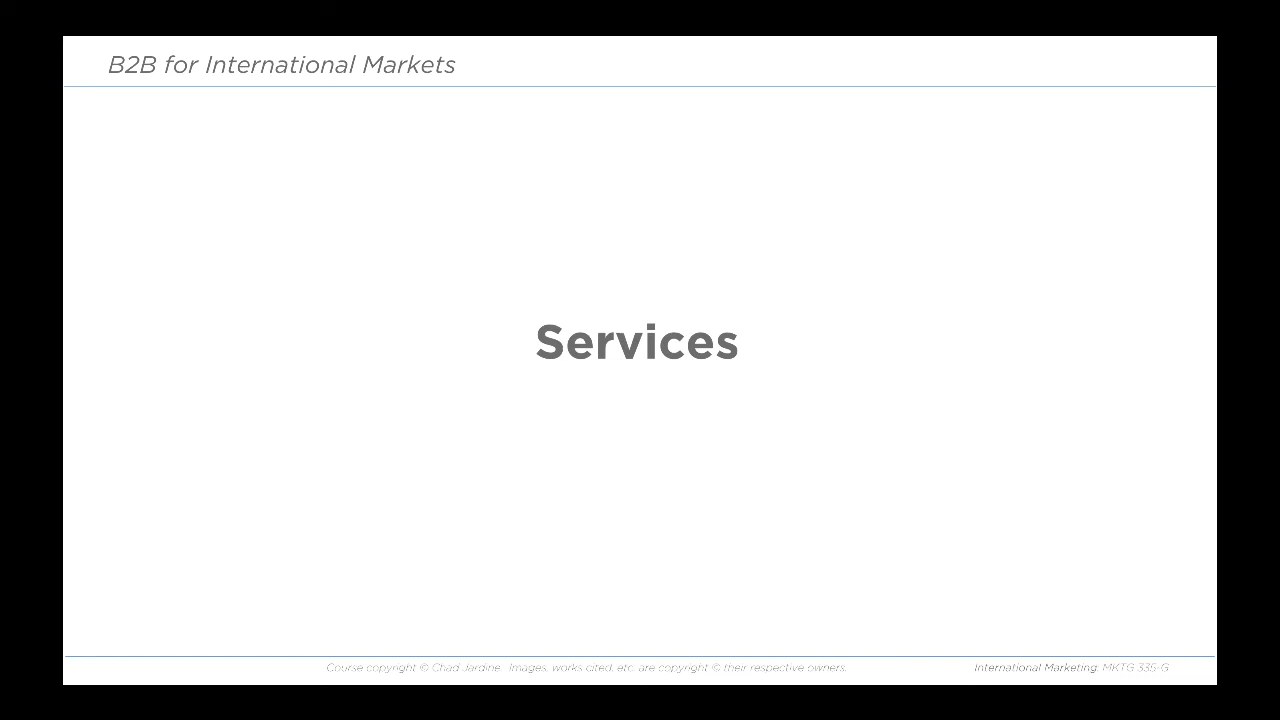 B2B for International Markets
Services
Course copyright © Chad Jardine. Images, works cited, etc. are copyright © their respective owners.
International Marketing: MKTG 335-G